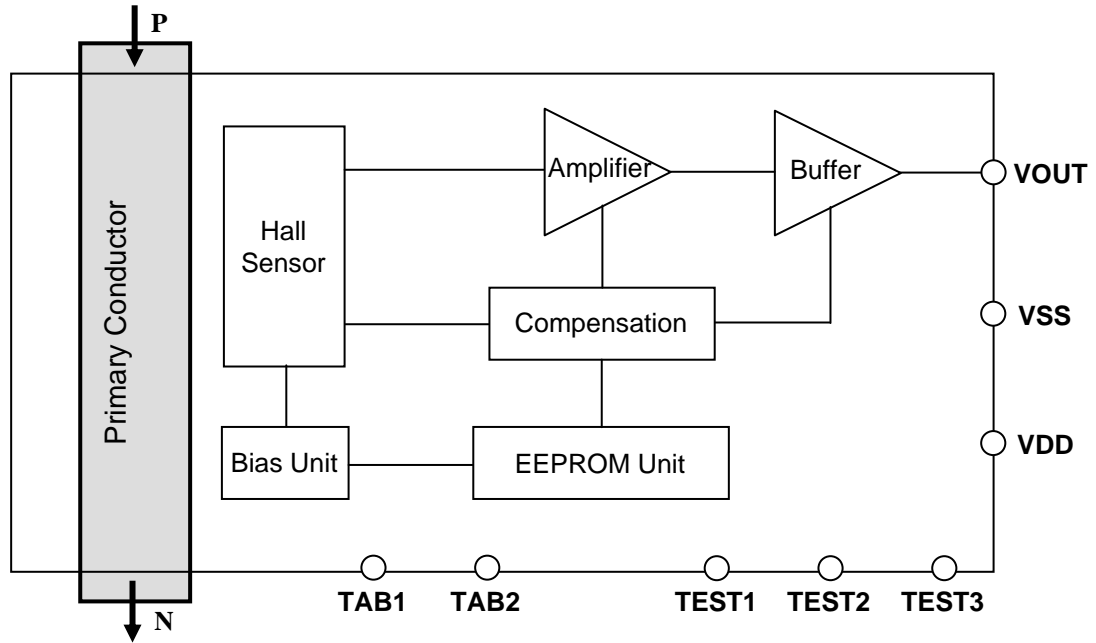 P
Primary Conductor
Hall
Sensor
Amplifier
Buffer
VOUT
Compensation
VSS
Bias Unit
EEPROM Unit
VDD
TAB1
TAB2
TEST1
TEST2
TEST3
N